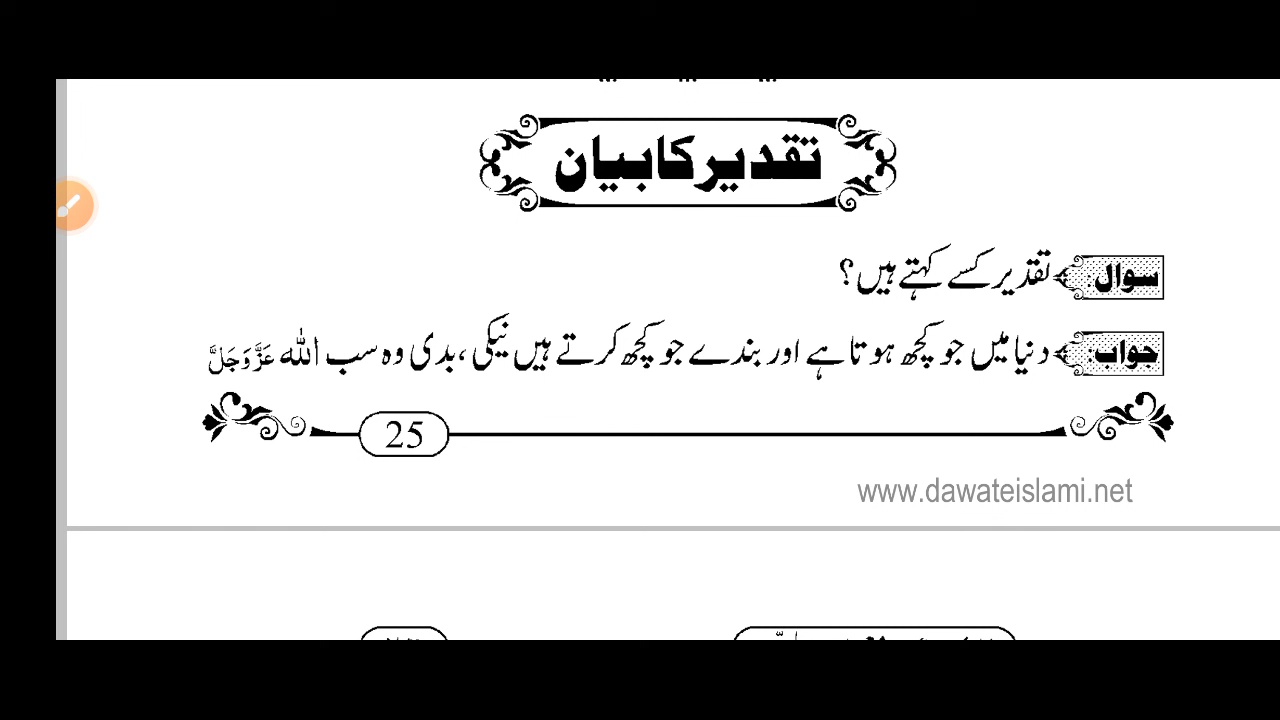 تقدیر کا بیان
سوال: تقدیر کسے کہتے ہیں؟
جواب: دنیا میں جو کچھ ہوتا ہے اور بندے جو کچھ کرتے ہیں نیکی، بدی وہ سب اللہ عَزَّوَجَلَّ
25
www.dawateislami.net